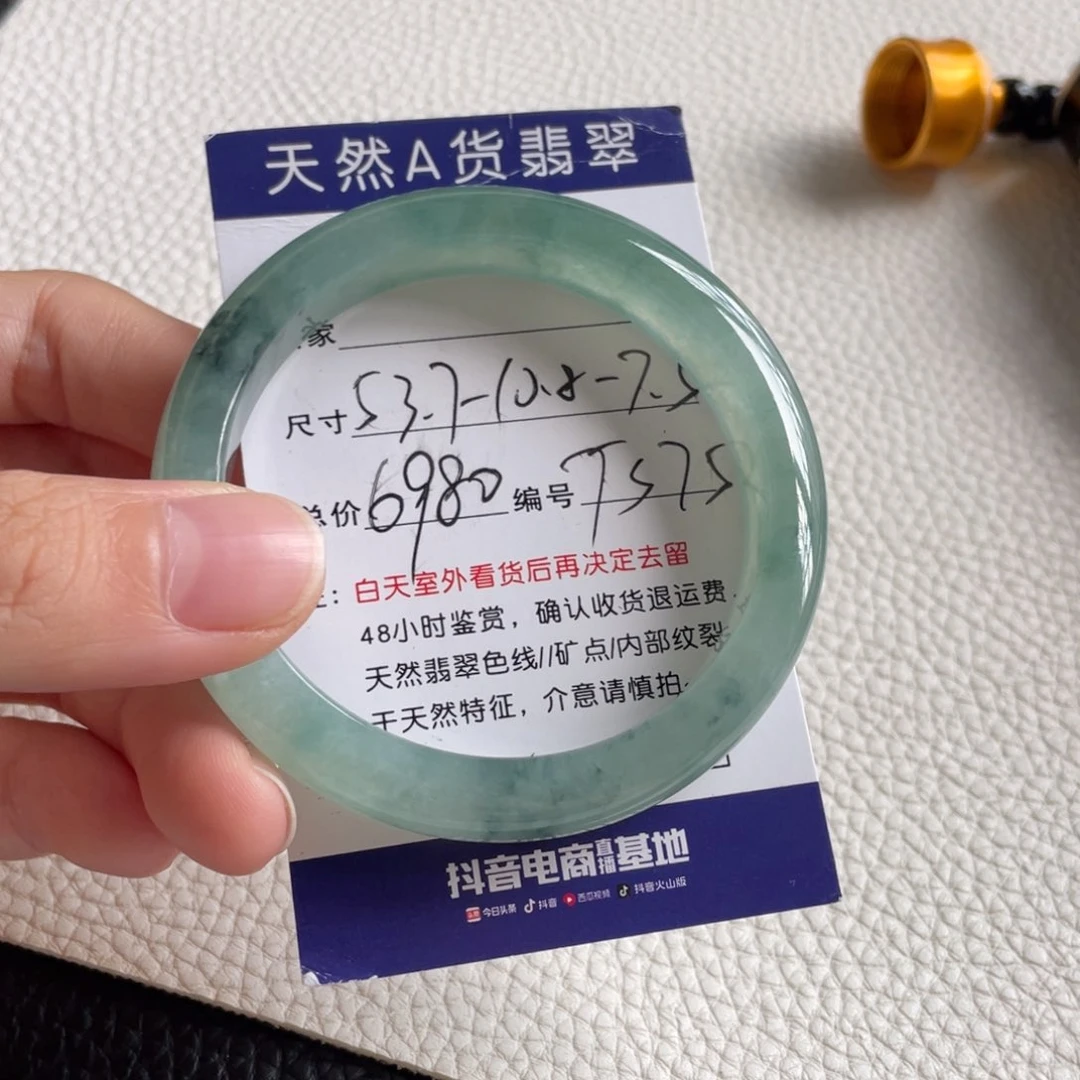 天然A货翡翠
家
尺寸 53.7-10.8-7.5
总价 6980 编号 TS75
白天室外看货后再决定去留
48小时鉴赏，确认收货退运费
天然翡翠色线//矿点/内部纹裂
于天然特征，介意请慎拍
抖音电商直播基地
今日头条 抖音 西瓜视频 抖音火山版